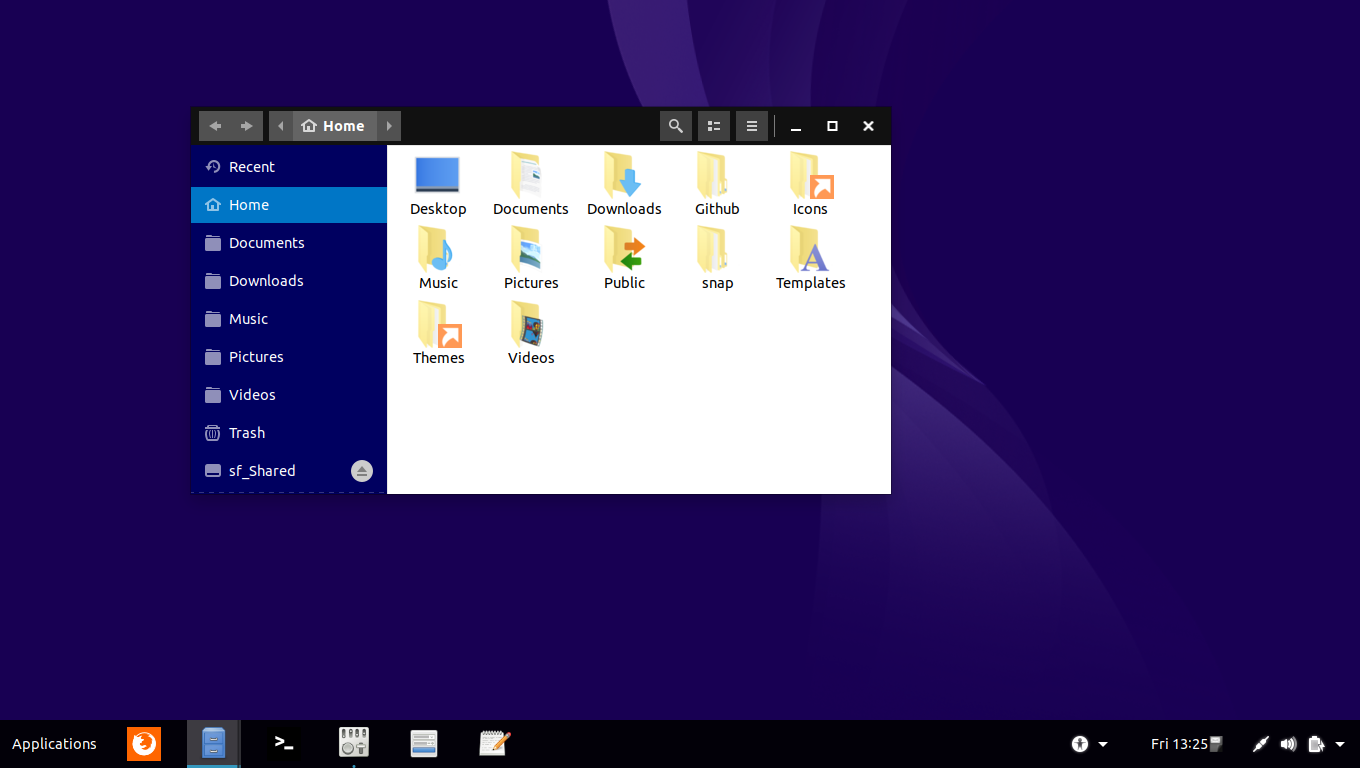 Home
Recent
Home
Documents
Downloads
Music
Pictures
Videos
Trash
sf_Shared
Desktop Documents Downloads Github Icons
Music Pictures Public snap Templates
Themes Videos
Applications Fri 13:25